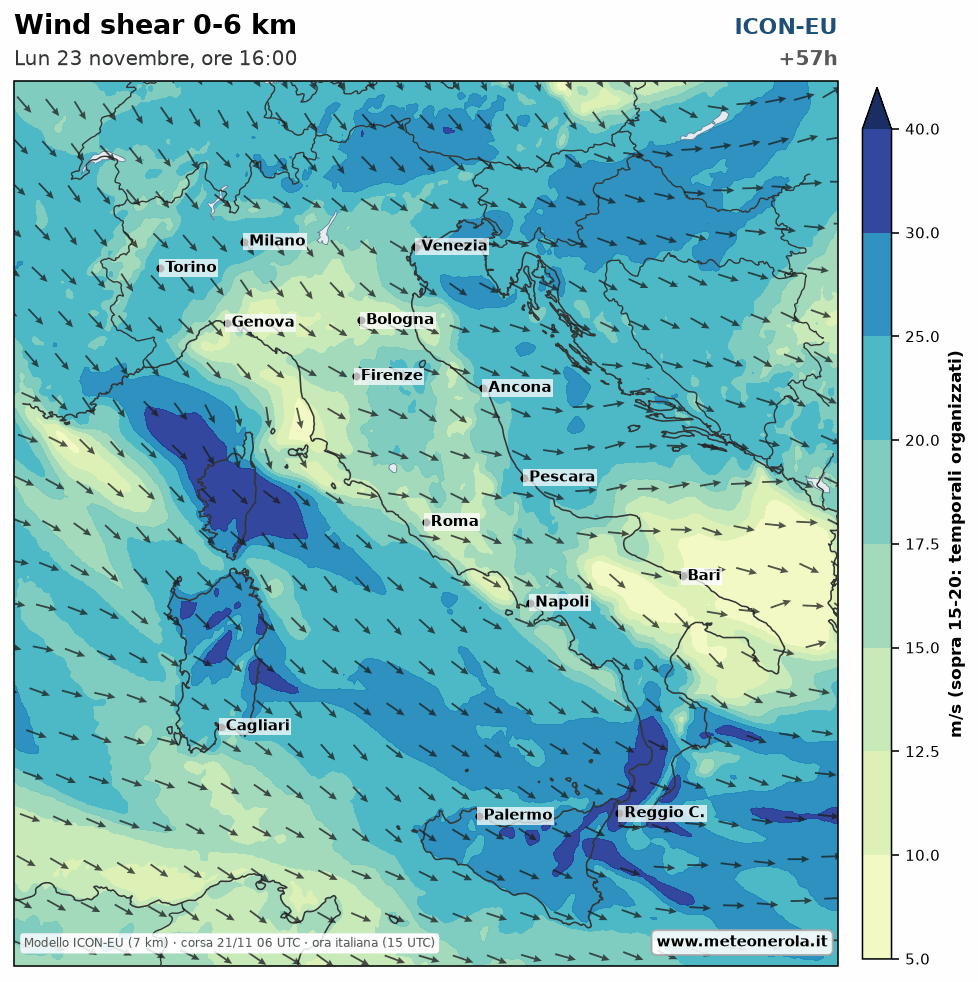 Wind shear 0-6 km
ICON-EU
Lun 23 novembre, ore 16:00
+57h
Milano
Venezia
Torino
Genova
Bologna
Firenze
Ancona
Pescara
Roma
Bari
Napoli
Cagliari
Palermo
Reggio C.
40.0
30.0
25.0
20.0
17.5
15.0
12.5
10.0
5.0
m/s (sopra 15-20: temporali organizzati)
Modello ICON-EU (7 km) · corsa 21/11 06 UTC · ora italiana (15 UTC)
www.meteonerola.it